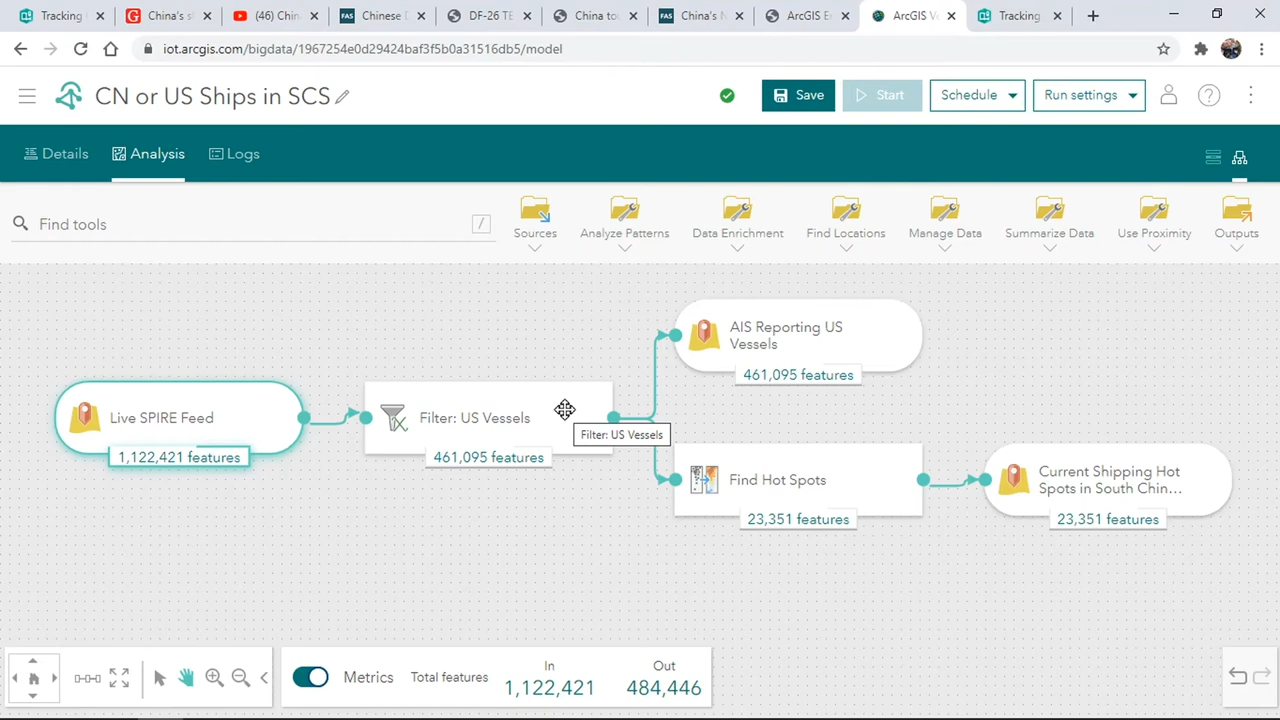 Tracking
China's s
(46) Chin
Chinese D
DF-26 TE
China tou
China's N
ArcGIS E
ArcGIS Ve
Tracking
iot.arcgis.com/bigdata/1967254e0d29424baf3f5b0a31516db5/model
CN or US Ships in SCS
Save
Start
Schedule
Run settings
Details
Analysis
Logs
Find tools
/
Sources
Analyze Patterns
Data Enrichment
Find Locations
Manage Data
Summarize Data
Use Proximity
Outputs
AIS Reporting US
Vessels
461,095 features
Live SPIRE Feed
1,122,421 features
Filter: US Vessels
461,095 features
Filter: US Vessels
Find Hot Spots
23,351 features
Current Shipping Hot
Spots in South Chin...
23,351 features
Metrics
Total features
In
1,122,421
Out
484,446